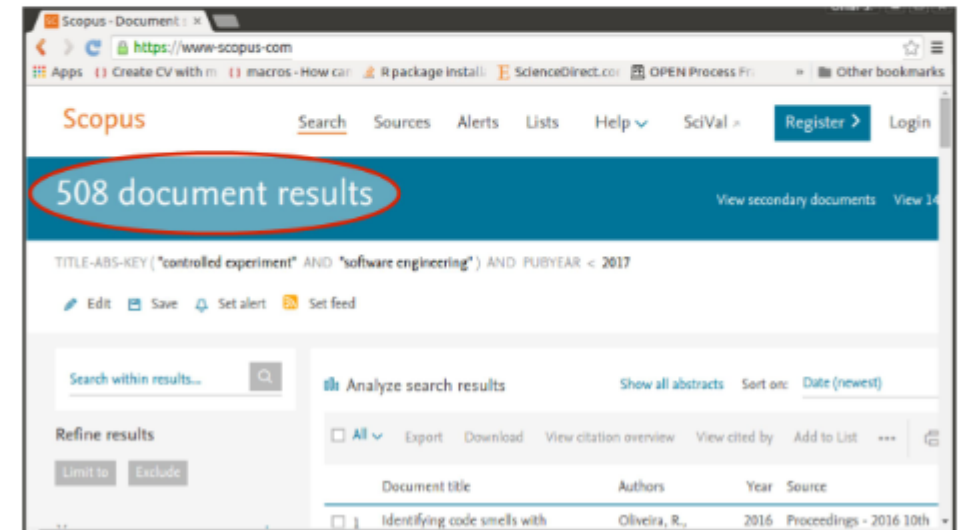 Scopus - Document s ×
https://www-scopus-com
Apps {} Create CV with m {} macros - How can R package install: E ScienceDirect.co OPEN Process Fr: » Other bookmarks
Scopus Search Sources Alerts Lists Help SciVal Register Login
508 document results
View secondary documents View 14
TITLE-ABS-KEY ( "controlled experiment" AND "software engineering" ) AND PUBYEAR < 2017
Edit Save Set alert Set feed
Search within results...
Analyze search results Show all abstracts Sort on: Date (newest)
Refine results
All Export Download View citation overview View cited by Add to List •••
Limit to Exclude
Document title Authors Year Source
1 Identifying code smells with Oliveira, R., 2016 Proceedings - 2016 10th